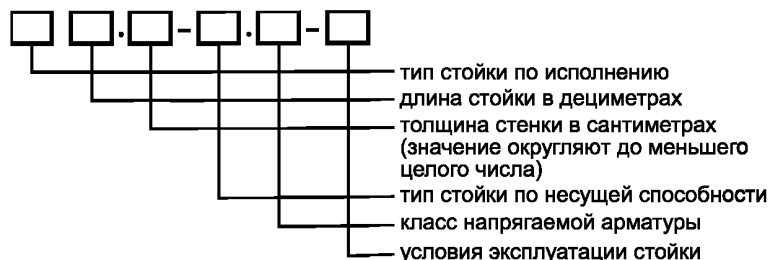 тип стойки по исполнению
длина стойки в дециметрах
толщина стенки в сантиметрах
(значение округляют до меньшего
целого числа)
тип стойки по несущей способности
класс напрягаемой арматуры
условия эксплуатации стойки